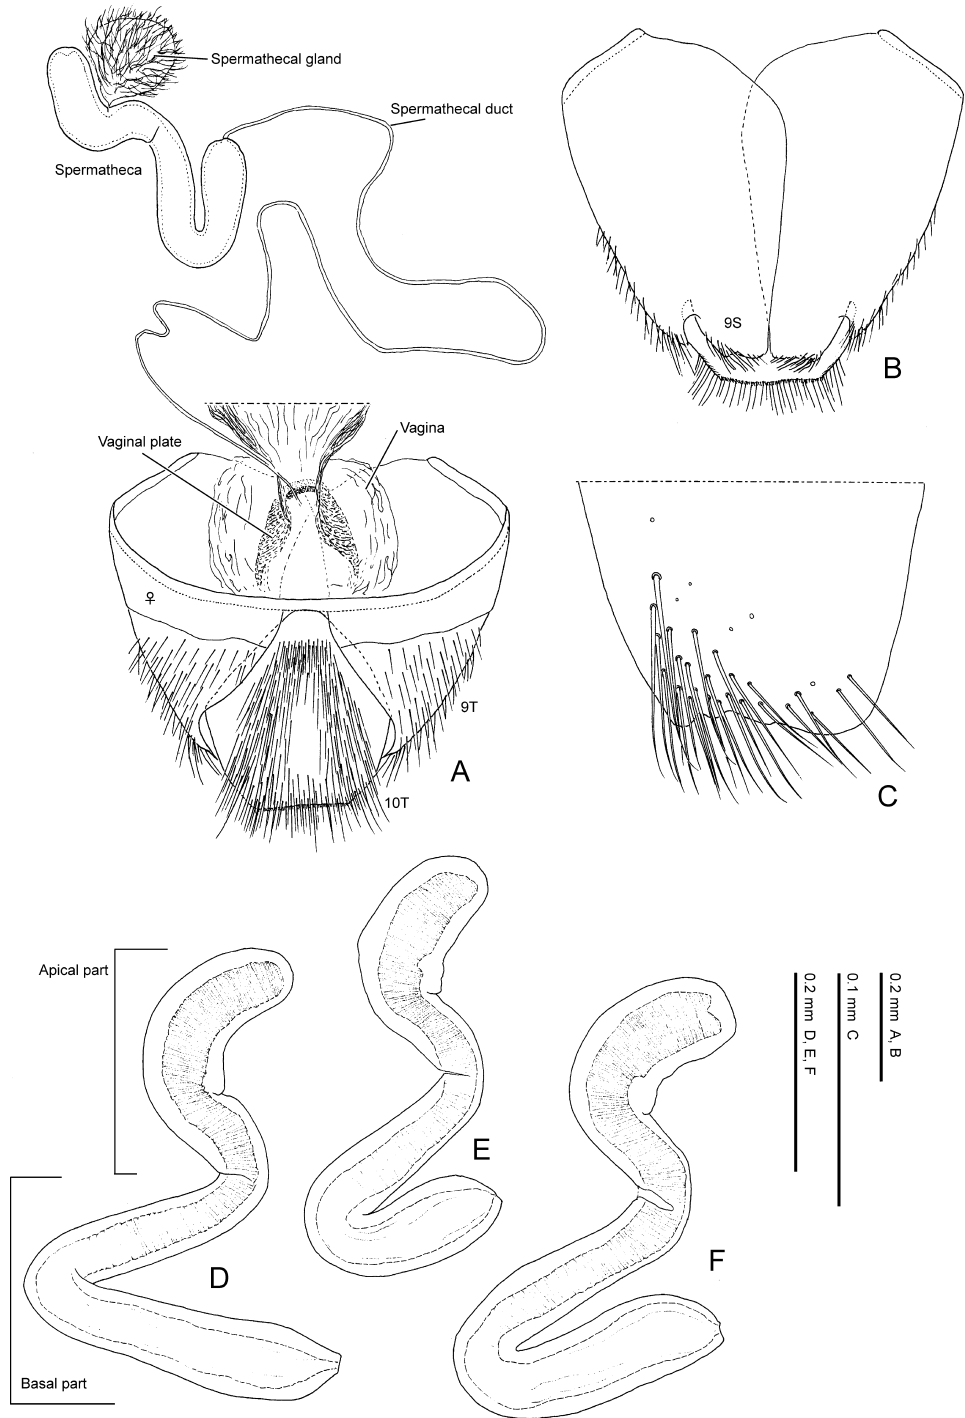 Spermathecal gland
Spermathecal duct
Spermatheca
9S
B
Vaginal plate
Vagina
♀
9T
A
10T
C
Apical part
0.2 mm A, B
0.1 mm C
0.2 mm D, E, F
E
D
F
Basal part